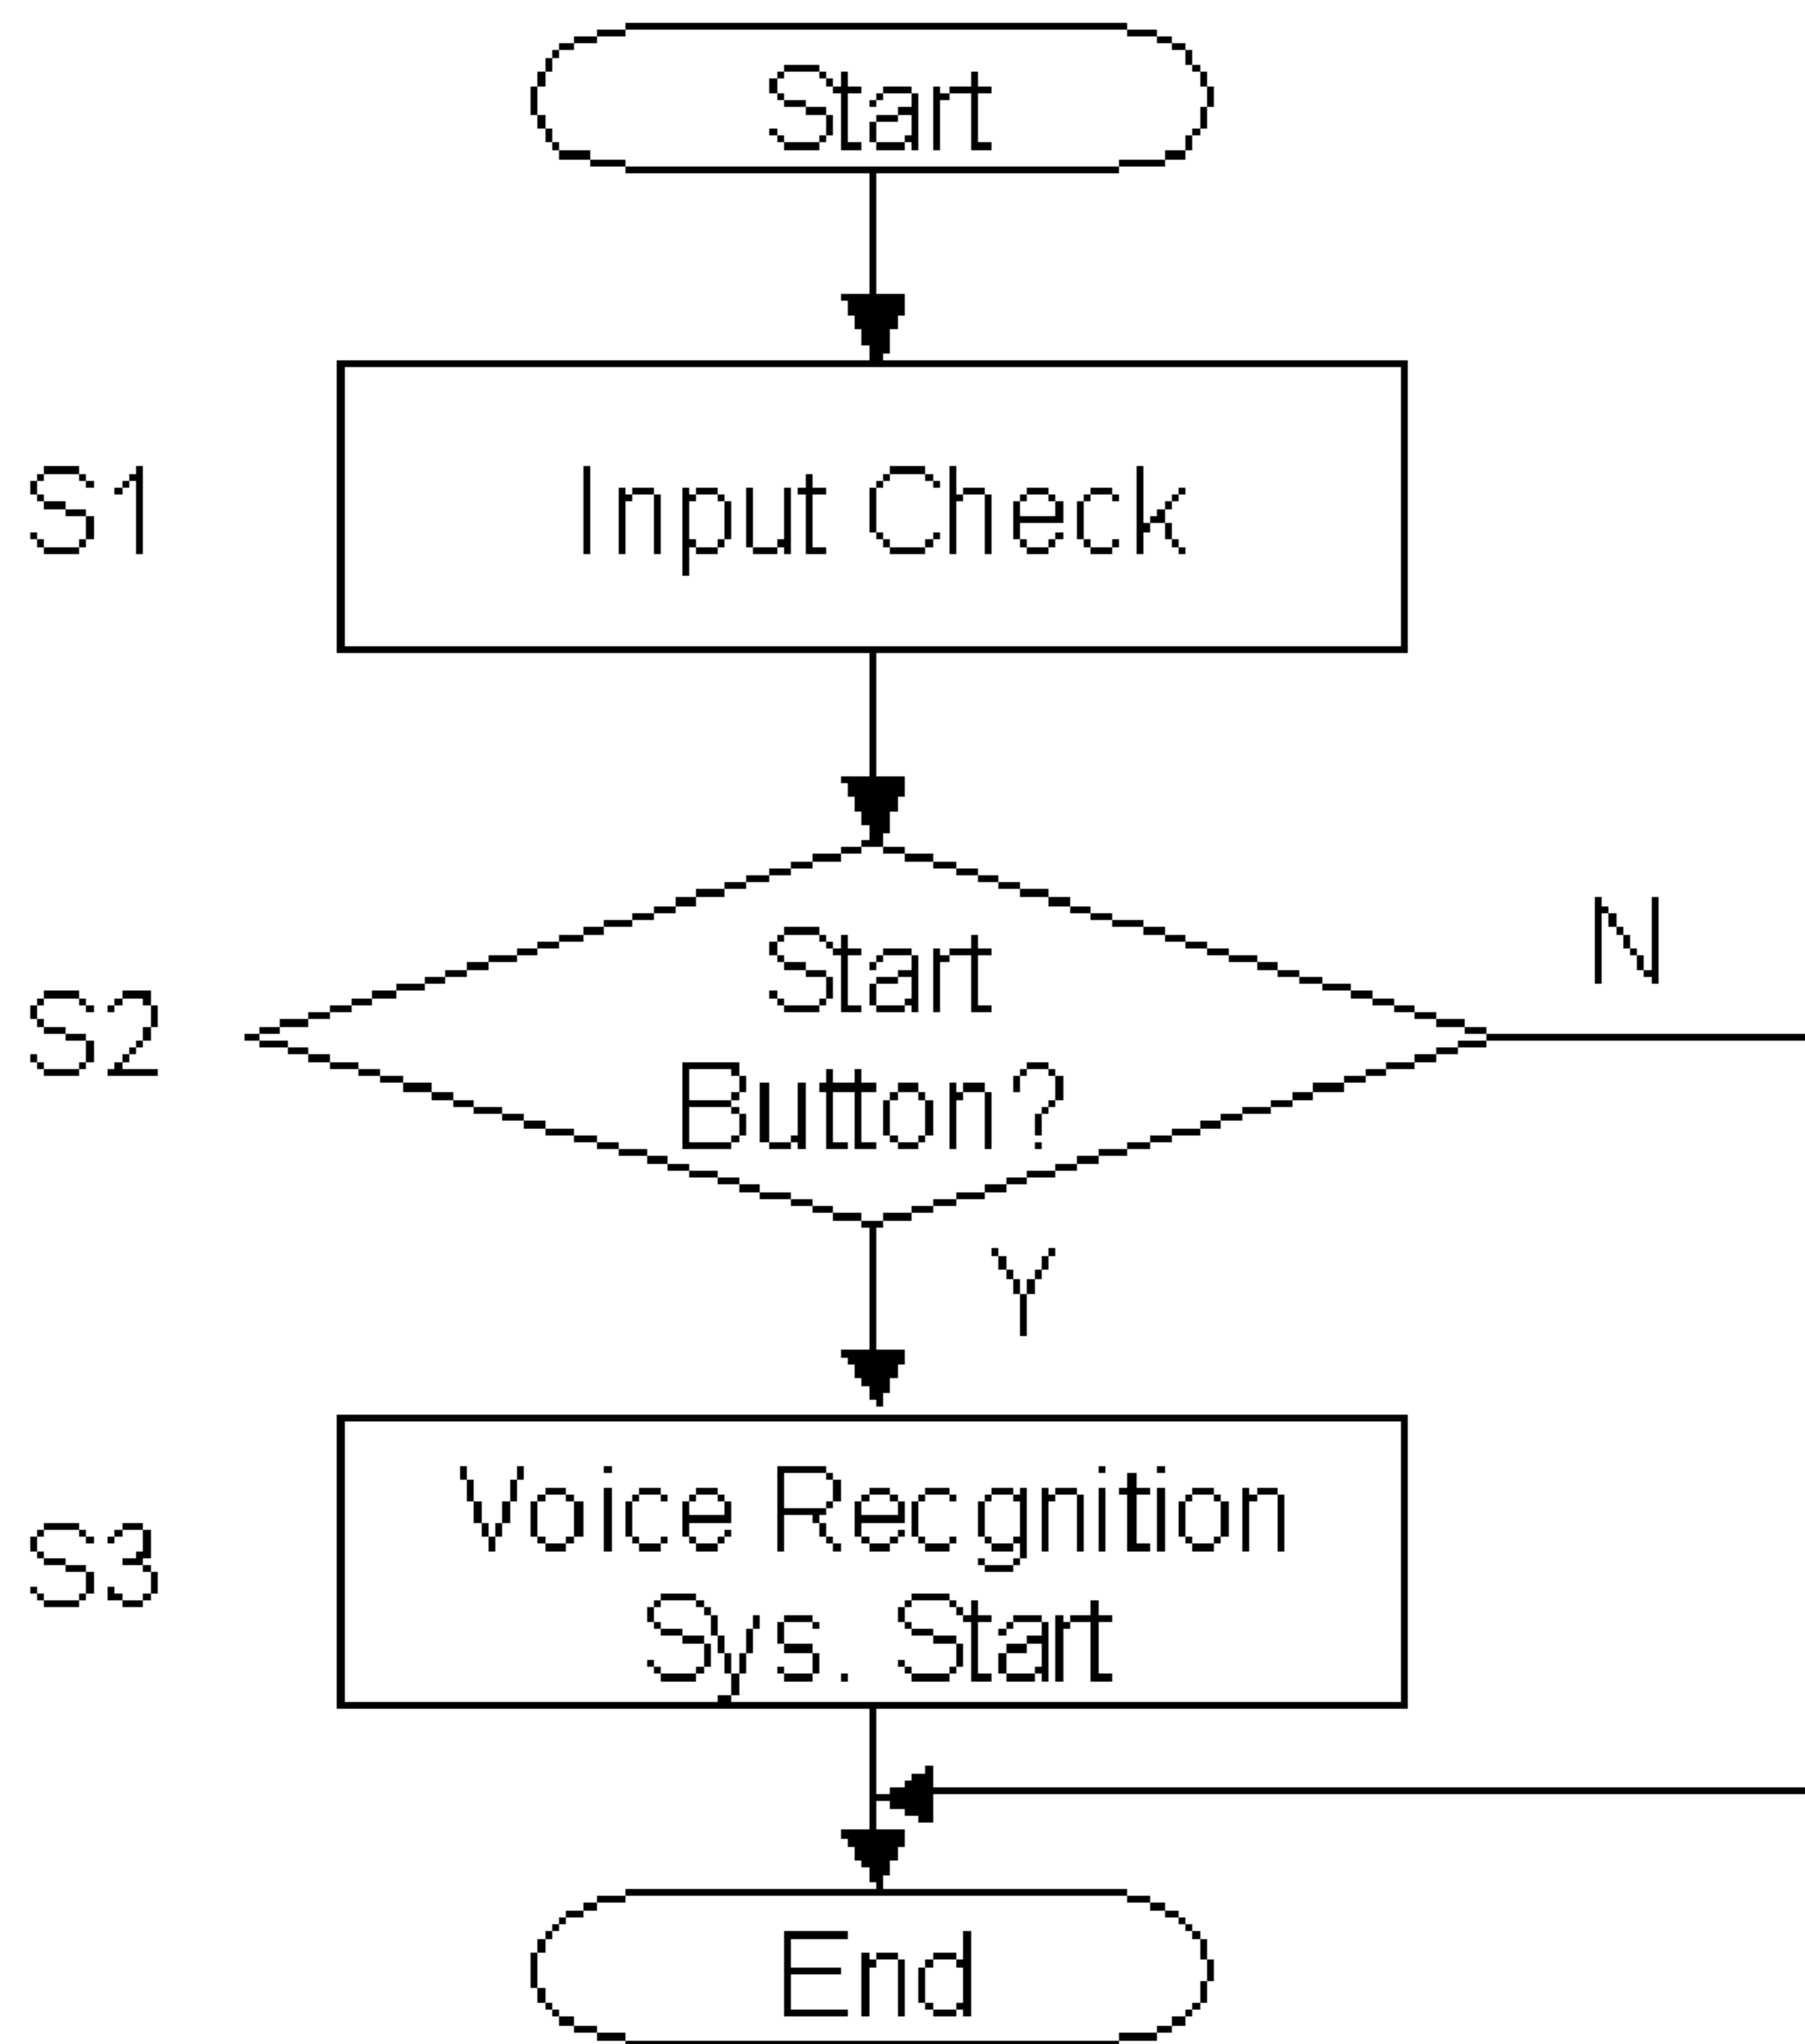 Start
S1
Input Check
N
S2
Start
Button?
Y
S3
Voice Recgnition
Sys. Start
End